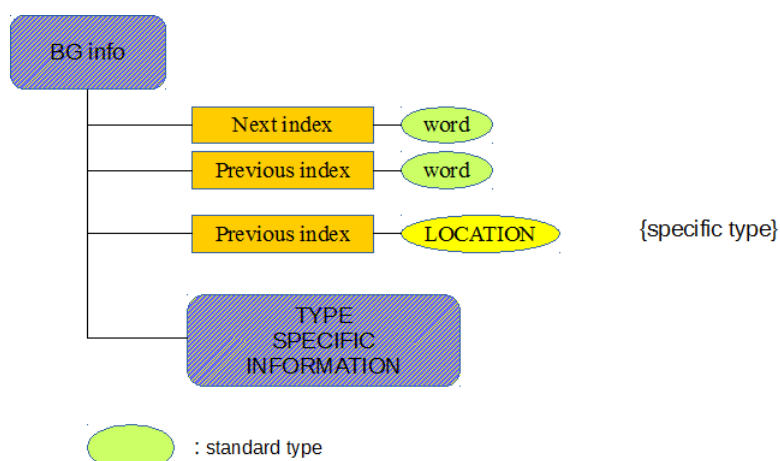 BG info
Next index word
Previous index word
Previous index LOCATION {specific type}
TYPE
SPECIFIC
INFORMATION
: standard type